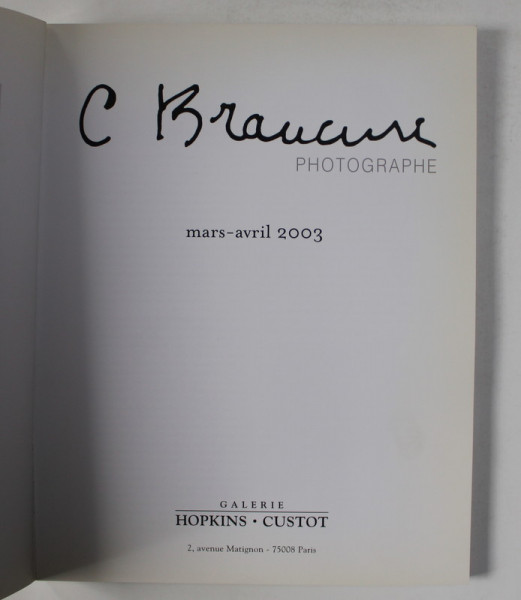 C Brancusi
PHOTOGRAPHE
mars-avril 2003
GALERIE
HOPKINS • CUSTOT
2, avenue Matignon - 75008 Paris